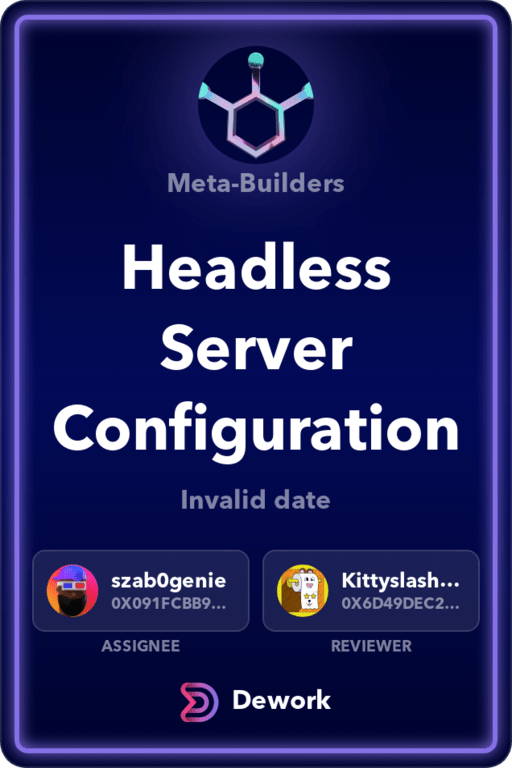 Meta-Builders
Headless
Server
Configuration
Invalid date
szab0genie
0X091FCBB9...
ASSIGNEE
Kittyslash...
0X6D49DEC2...
REVIEWER
Dework